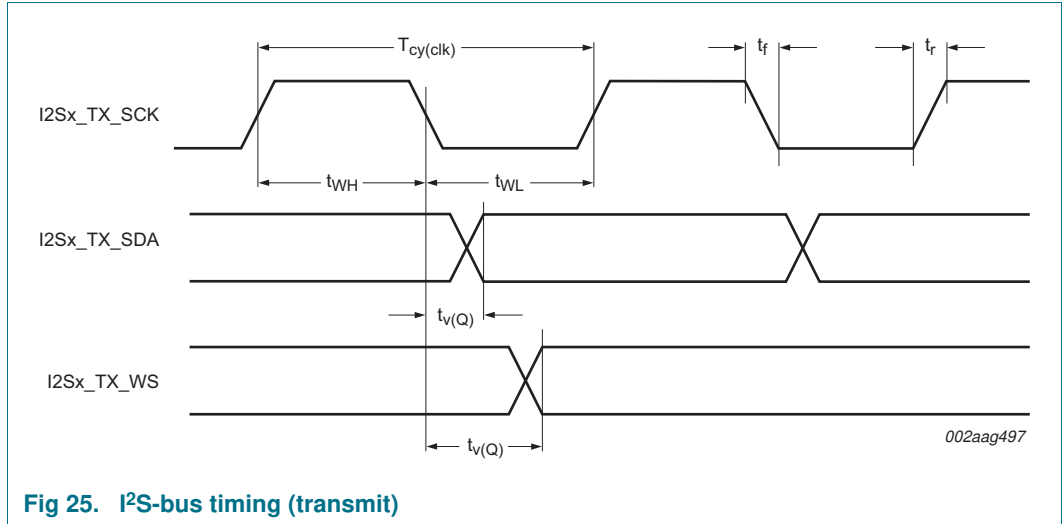 T_cy(clk)
t_f
t_r
I2Sx_TX_SCK
t_WH
t_WL
I2Sx_TX_SDA
t_v(Q)
I2Sx_TX_WS
t_v(Q)
002aag497
Fig 25. I²S-bus timing (transmit)